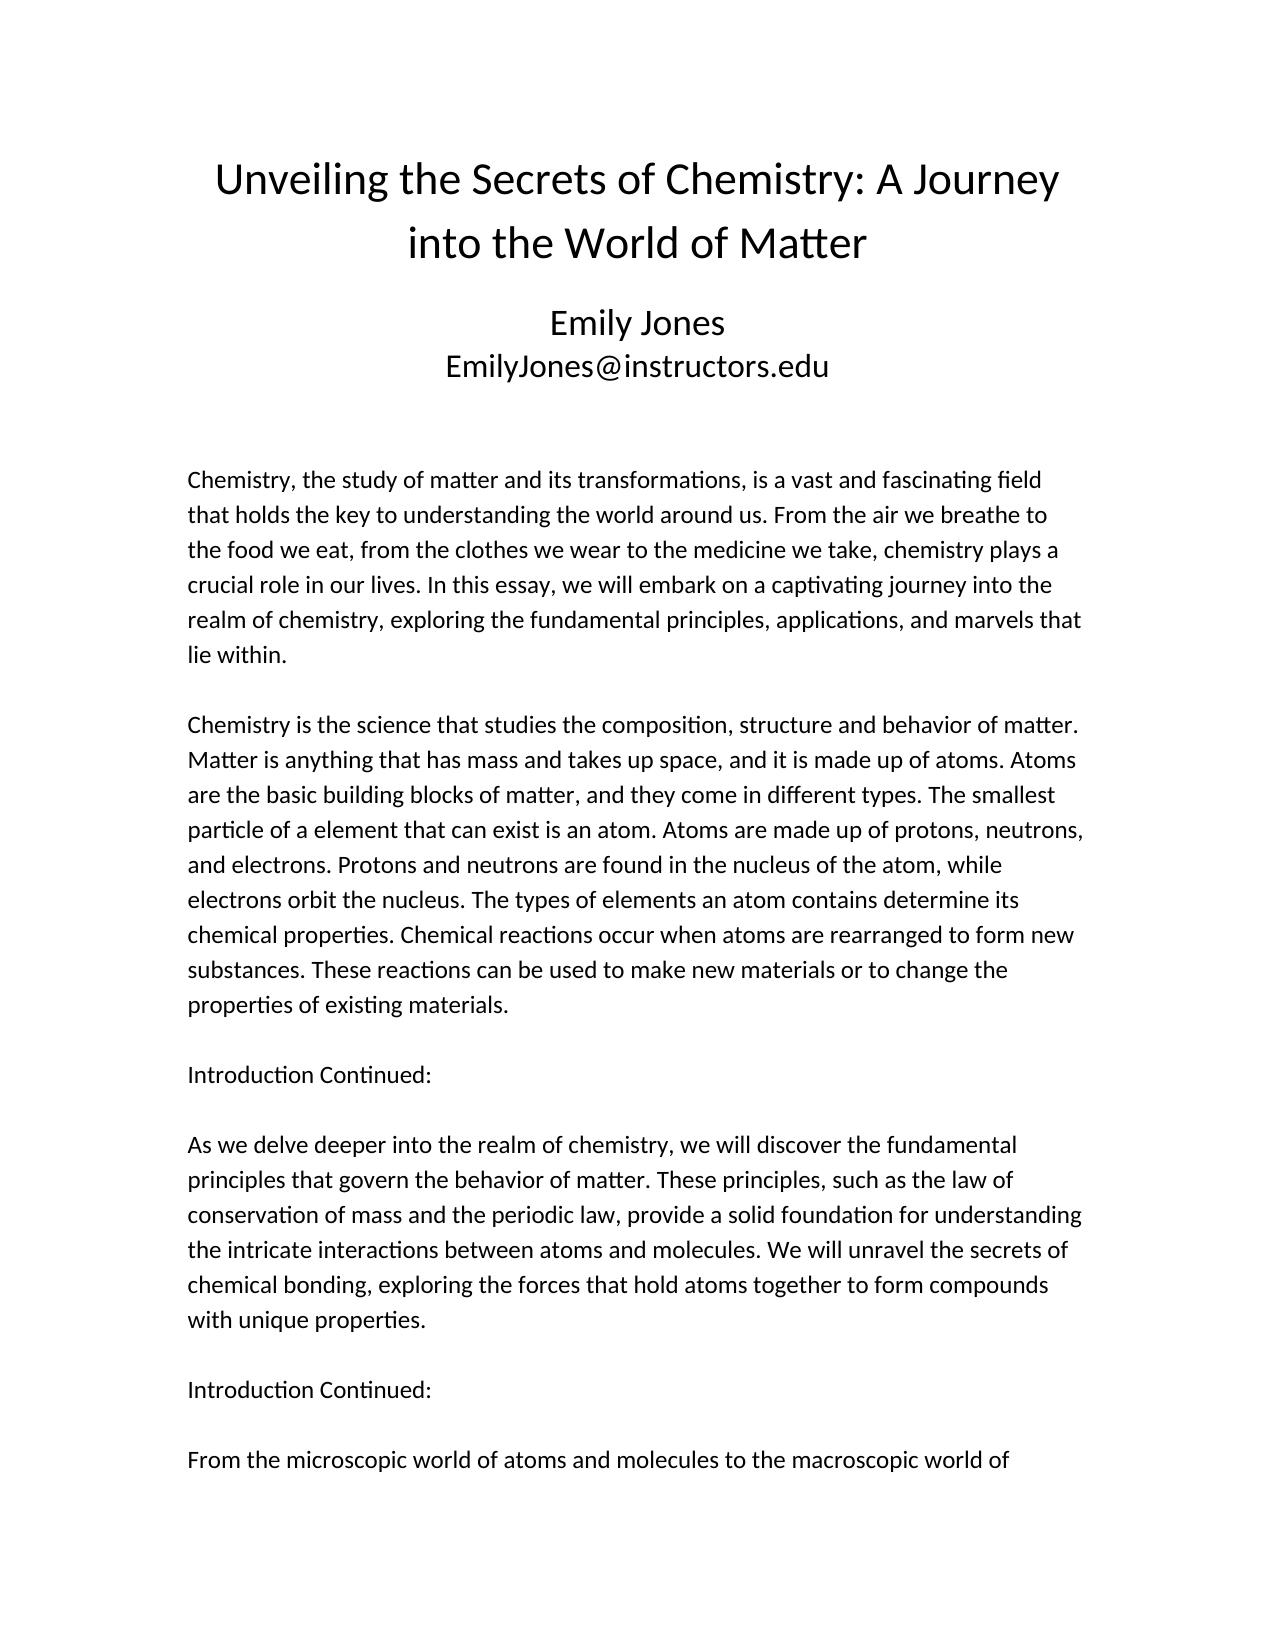 Unveiling the Secrets of Chemistry: A Journey
into the World of Matter
Emily Jones
EmilyJones@instructors.edu
Chemistry, the study of matter and its transformations, is a vast and fascinating field
that holds the key to understanding the world around us. From the air we breathe to
the food we eat, from the clothes we wear to the medicine we take, chemistry plays a
crucial role in our lives. In this essay, we will embark on a captivating journey into the
realm of chemistry, exploring the fundamental principles, applications, and marvels that
lie within.
Chemistry is the science that studies the composition, structure and behavior of matter.
Matter is anything that has mass and takes up space, and it is made up of atoms. Atoms
are the basic building blocks of matter, and they come in different types. The smallest
particle of a element that can exist is an atom. Atoms are made up of protons, neutrons,
and electrons. Protons and neutrons are found in the nucleus of the atom, while
electrons orbit the nucleus. The types of elements an atom contains determine its
chemical properties. Chemical reactions occur when atoms are rearranged to form new
substances. These reactions can be used to make new materials or to change the
properties of existing materials.
Introduction Continued:
As we delve deeper into the realm of chemistry, we will discover the fundamental
principles that govern the behavior of matter. These principles, such as the law of
conservation of mass and the periodic law, provide a solid foundation for understanding
the intricate interactions between atoms and molecules. We will unravel the secrets of
chemical bonding, exploring the forces that hold atoms together to form compounds
with unique properties.
Introduction Continued:
From the microscopic world of atoms and molecules to the macroscopic world of